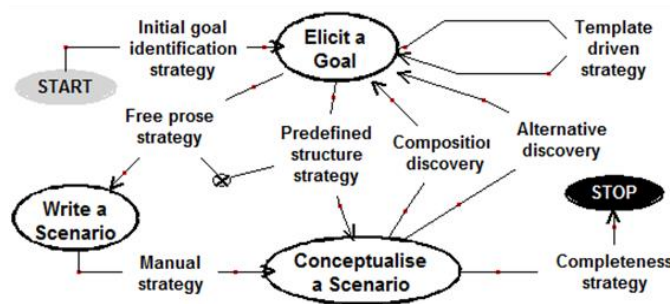 Initial goal
identification
strategy
START
Elicit a
Goal
Template
driven
strategy
Free prose
strategy
Predefined
structure
strategy
Composition
discovery
Alternative
discovery
STOP
Write a
Scenario
Manual
strategy
Conceptualise
a Scenario
Completeness
strategy